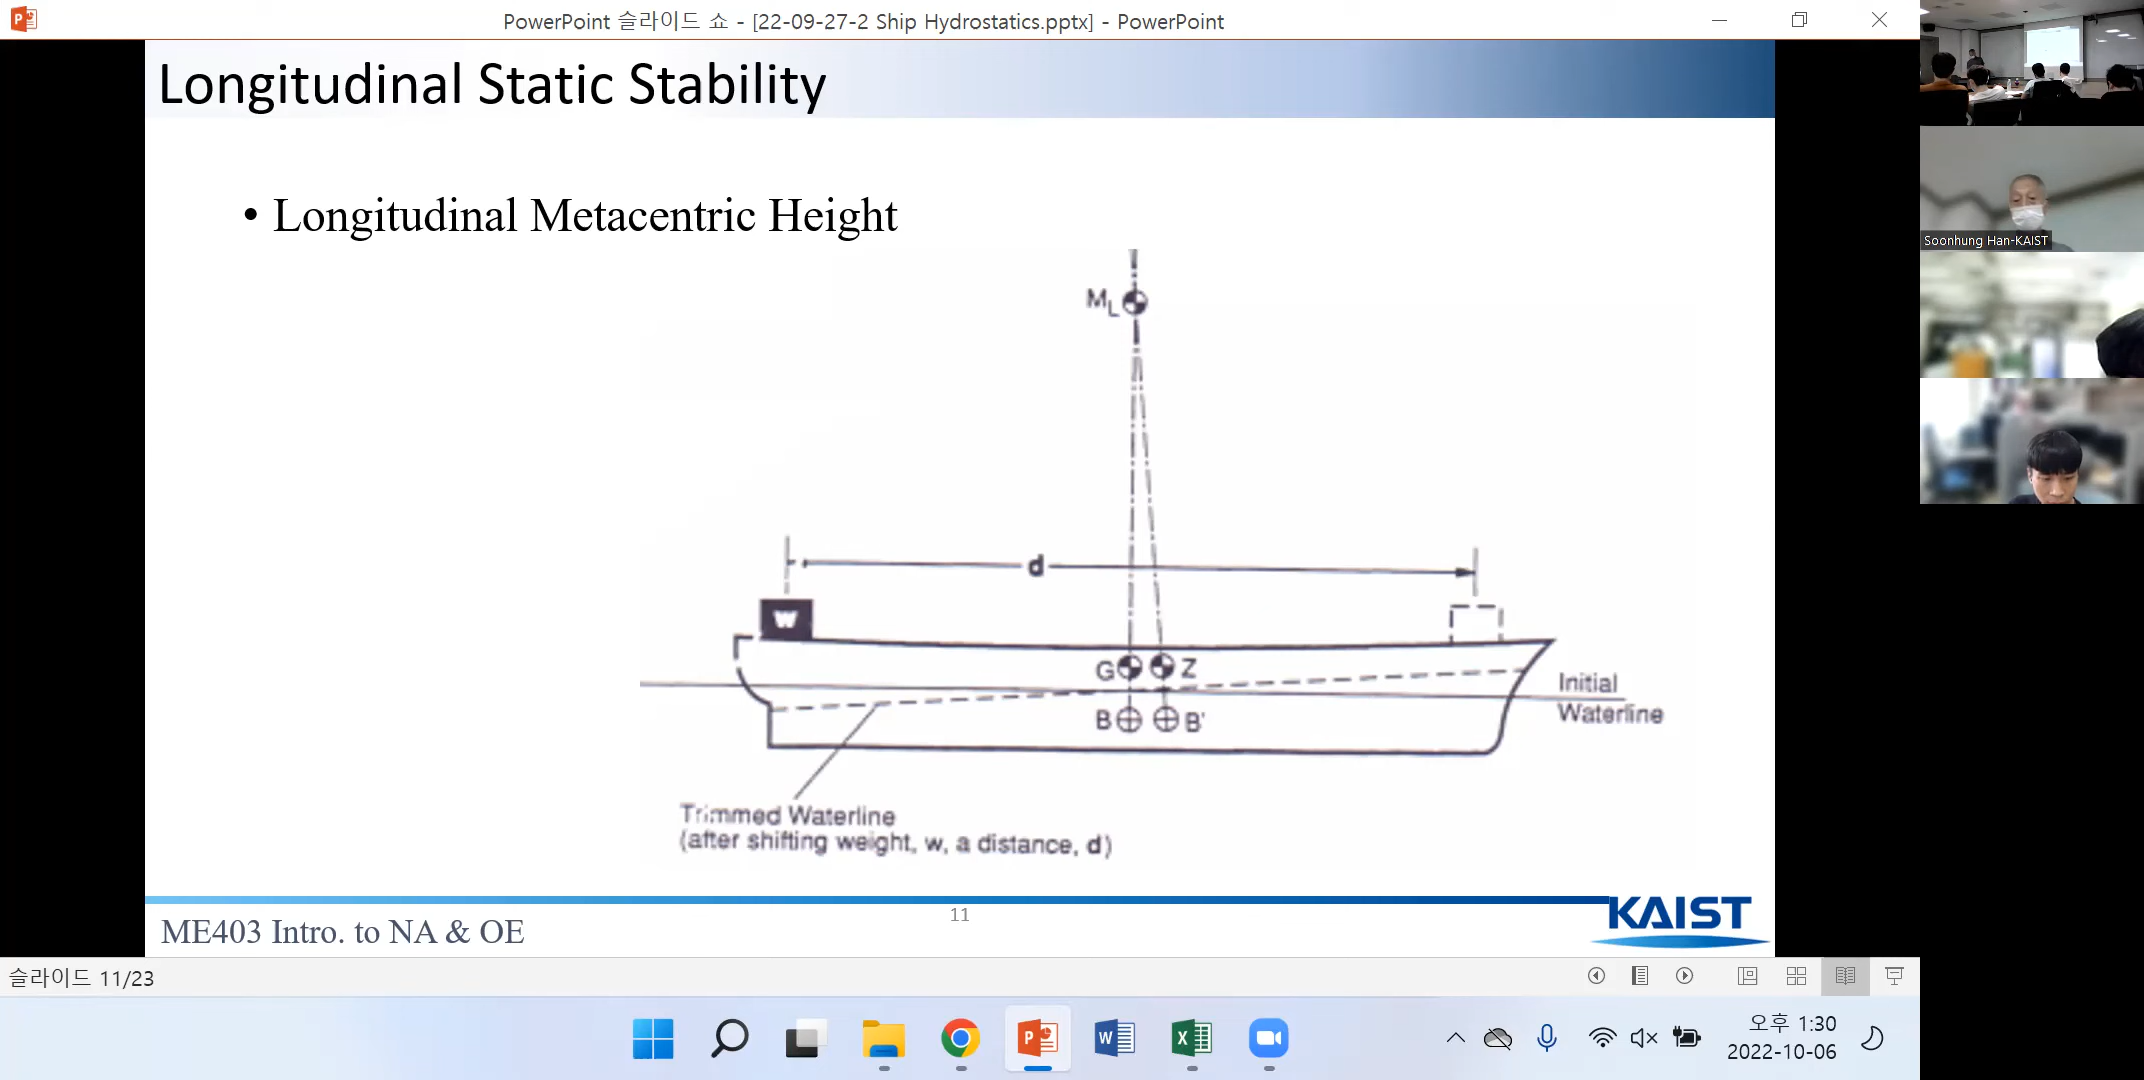 PowerPoint 슬라이드 쇼 - [22-09-27-2 Ship Hydrostatics.pptx] - PowerPoint
Longitudinal Static Stability
• Longitudinal Metacentric Height
M L
d
W
G Z
Initial
Waterline
B B'
Trimmed Waterline
(after shifting weight, w, a distance, d)
11
KAIST
ME403 Intro. to NA & OE
슬라이드 11/23
오후 1:30
2022-10-06
Soonhung Han-KAIST